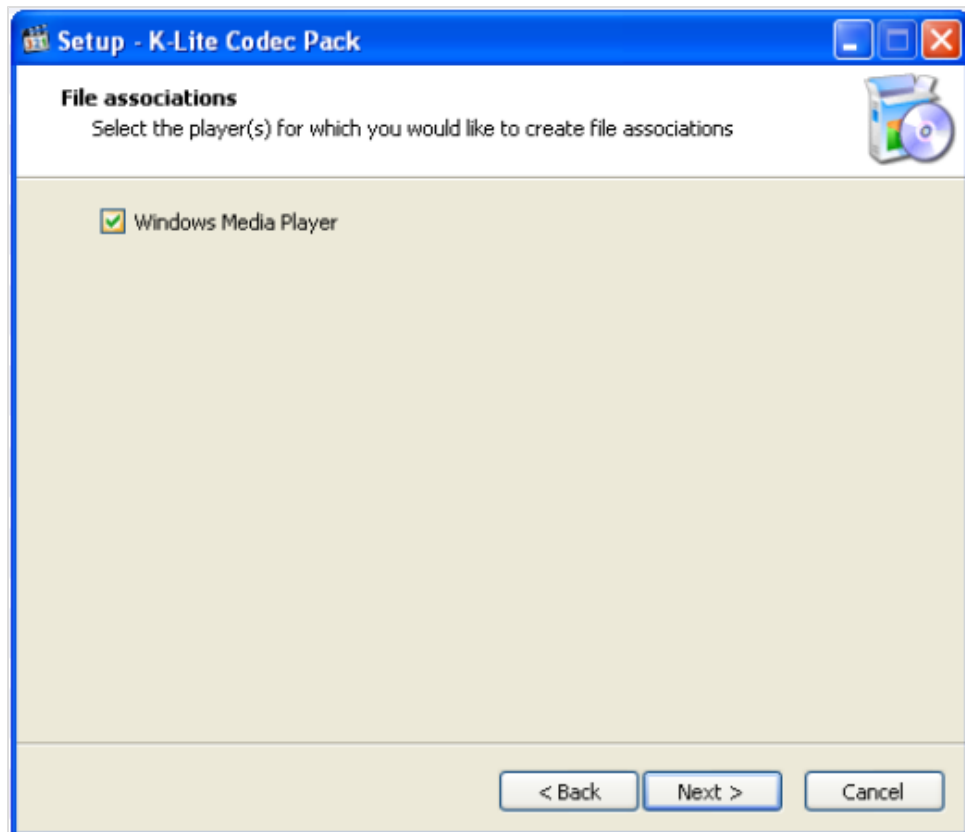 Setup - K-Lite Codec Pack
File associations
Select the player(s) for which you would like to create file associations
Windows Media Player
< Back
Next >
Cancel